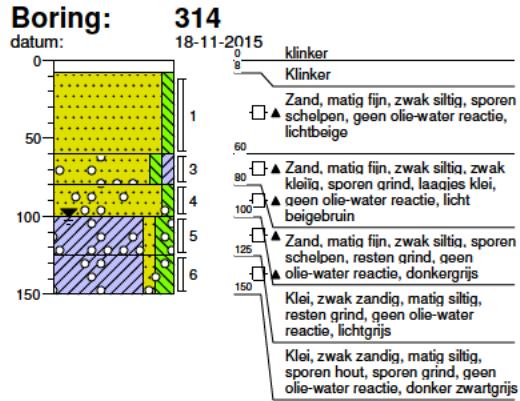 Boring: 314
datum: 18-11-2015
0
50
100
150
1
3
4
5
6
0
klinker
8
Klinker
Zand, matig fijn, zwak siltig, sporen
schelpen, geen olie-water reactie,
lichtbeige
60
Zand, matig fijn, zwak siltig, zwak
kleiïg, sporen grind, laagjes klei,
geen olie-water reactie, licht
beigebruin
80
Zand, matig fijn, zwak siltig, sporen
schelpen, resten grind, geen
olie-water reactie, donkergrijs
100
Klei, zwak zandig, matig siltig,
resten grind, geen olie-water
reactie, lichtgrijs
125
Klei, zwak zandig, matig siltig,
sporen hout, sporen grind, geen
olie-water reactie, donker zwartgrijs
150